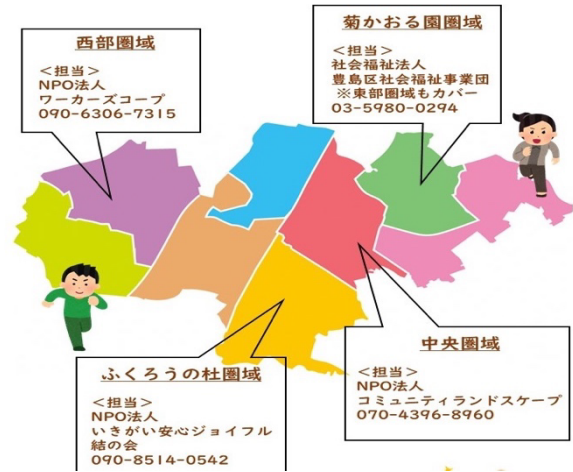 西部圏域
<担当>
NPO法人
ワーカーズコープ
090-6306-7315
菊かおる園圏域
<担当>
社会福祉法人
豊島区社会福祉事業団
※東部圏域もカバー
03-5980-0294
ふくろうの杜圏域
<担当>
NPO法人
いきがい安心ジョイフル
結の会
090-8514-0542
中央圏域
<担当>
NPO法人
コミュニティランドスケープ
070-4396-8960